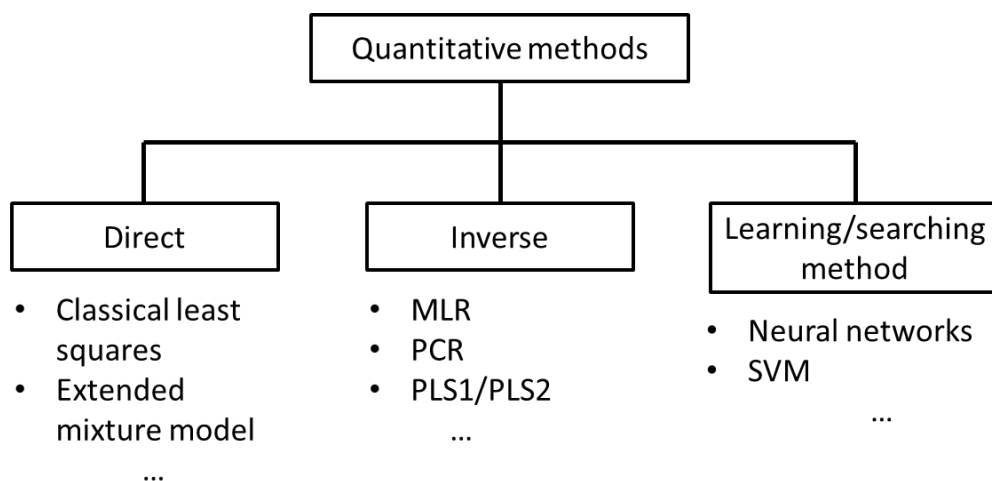 Quantitative methods
Direct
• Classical least
squares
• Extended
mixture model
...
Inverse
• MLR
• PCR
• PLS1/PLS2
...
Learning/searching
method
• Neural networks
• SVM
...